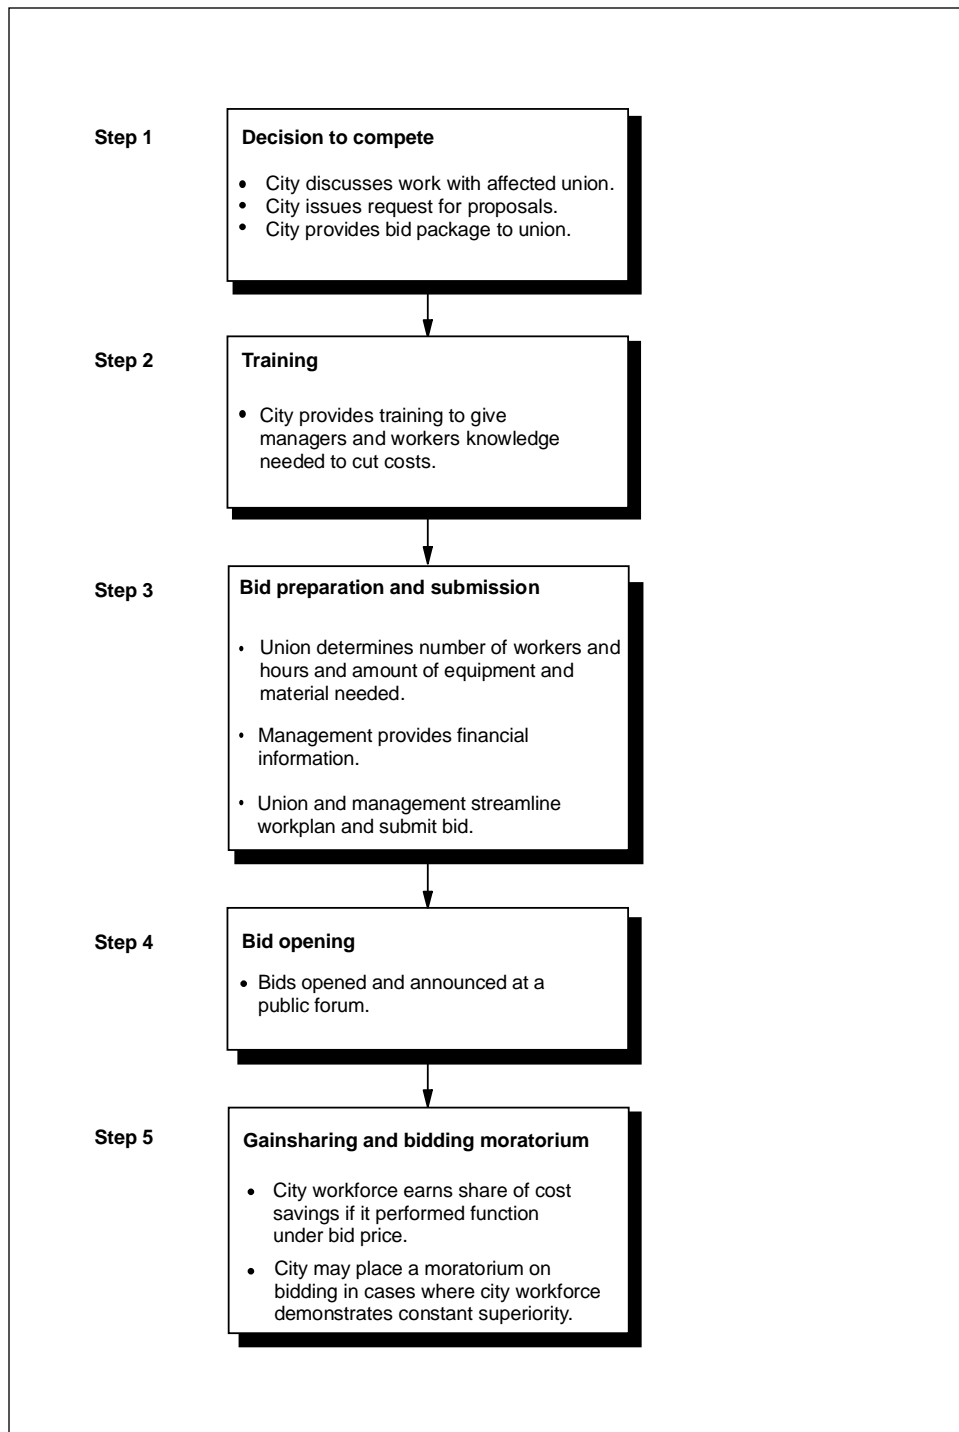 Step 1
Decision to compete
• City discusses work with affected union.
• City issues request for proposals.
• City provides bid package to union.
Step 2
Training
• City provides training to give
managers and workers knowledge
needed to cut costs.
Step 3
Bid preparation and submission
• Union determines number of workers and
hours and amount of equipment and
material needed.
• Management provides financial
information.
• Union and management streamline
workplan and submit bid.
Step 4
Bid opening
• Bids opened and announced at a
public forum.
Step 5
Gainsharing and bidding moratorium
• City workforce earns share of cost
savings if it performed function
under bid price.
• City may place a moratorium on
bidding in cases where city workforce
demonstrates constant superiority.